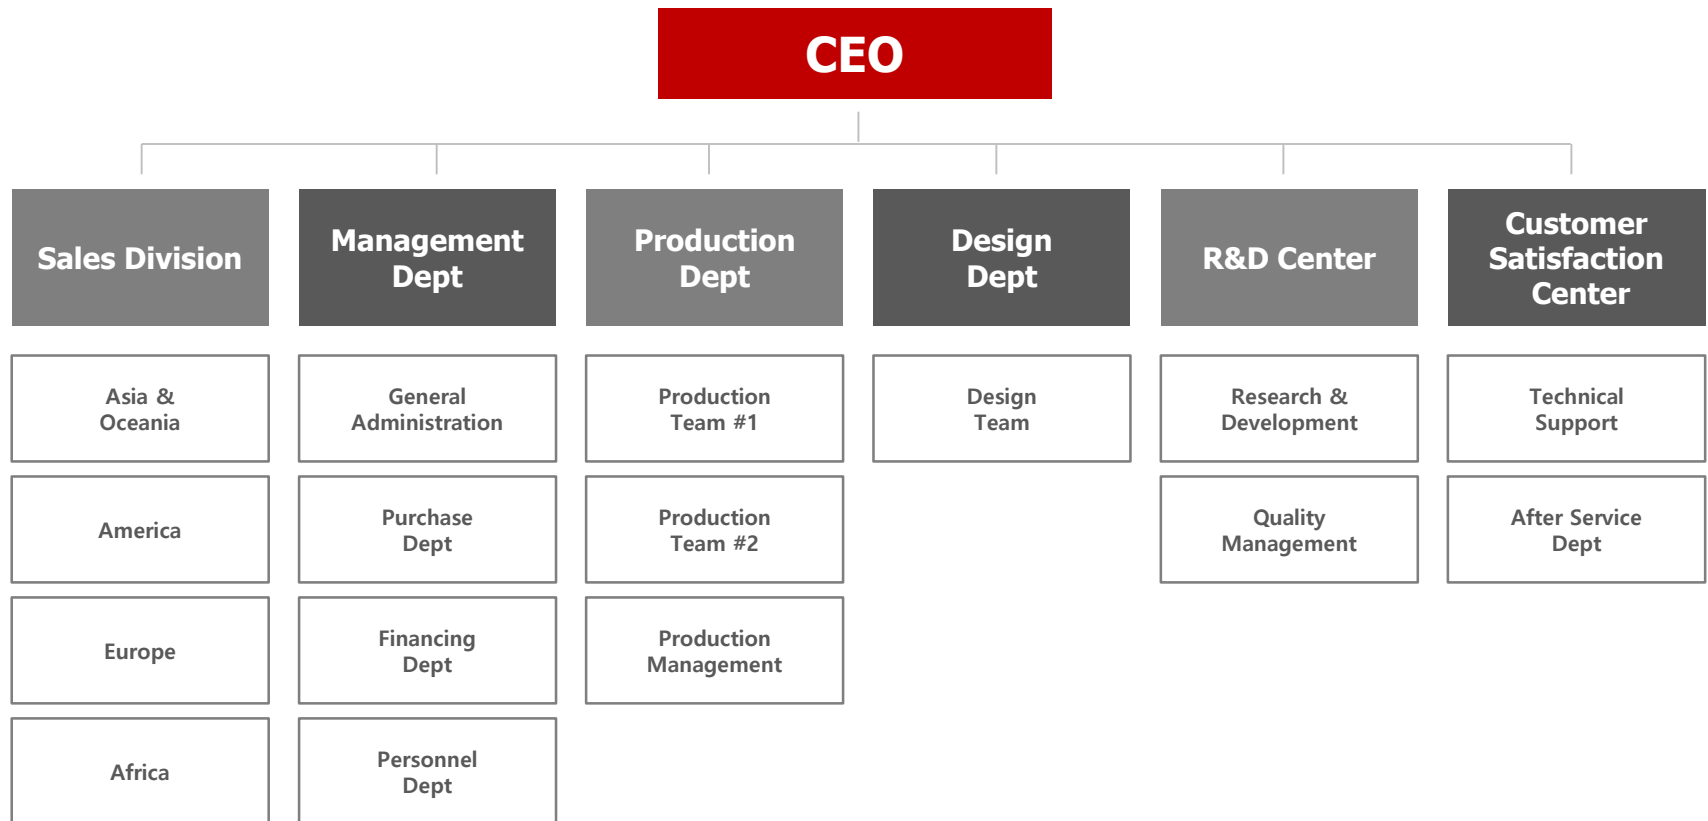 CEO
Sales Division
Management
Dept
Production
Dept
Design
Dept
R&D Center
Customer
Satisfaction
Center
Asia &
Oceania
General
Administration
Production
Team #1
Design
Team
Research &
Development
Technical
Support
America
Purchase
Dept
Production
Team #2
Quality
Management
After Service
Dept
Europe
Financing
Dept
Production
Management
Africa
Personnel
Dept